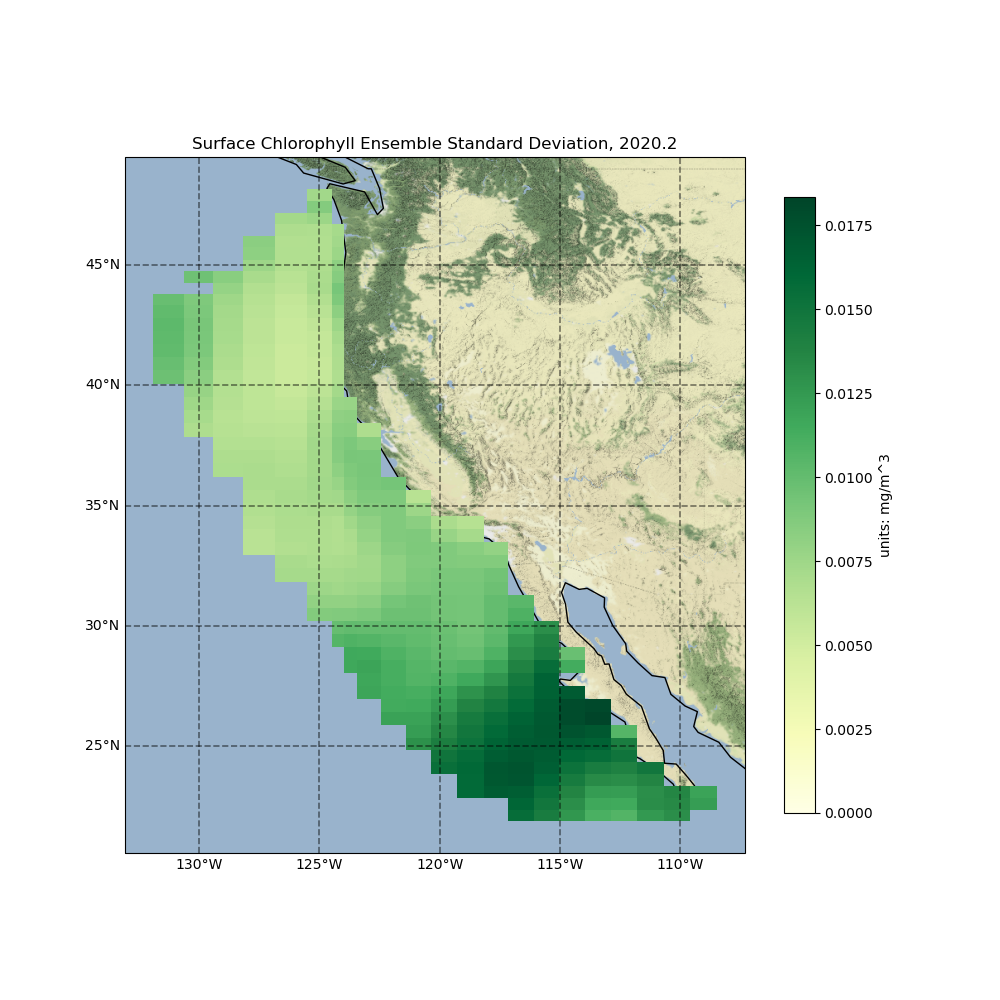 Surface Chlorophyll Ensemble Standard Deviation, 2020.2
45°N
40°N
35°N
30°N
25°N
130°W
125°W
120°W
115°W
110°W
0.0175
0.0150
0.0125
0.0100
0.0075
0.0050
0.0025
0.0000
units: mg/m^3